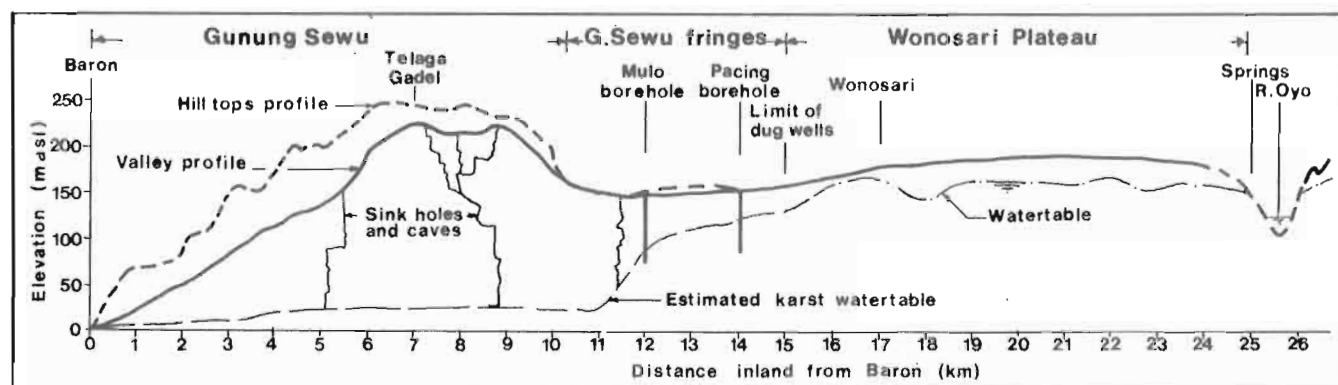 Gunung Sewu
G.Sewu fringes
Wonosari Plateau
Baron
Telaga
Gadel
Mulo
borehole
Pacing
borehole
Wonosari
Springs
R.Oyo
Hill tops profile
Limit of
dug wells
Valley profile
Sink holes
and caves
Watertable
Estimated karst watertable
Elevation (masl)
250
200
150
100
50
0
0 1 2 3 4 5 6 7 8 9 10 11 12 13 14 15 16 17 18 19 20 21 22 23 24 25 26
Distance inland from Baron (km)